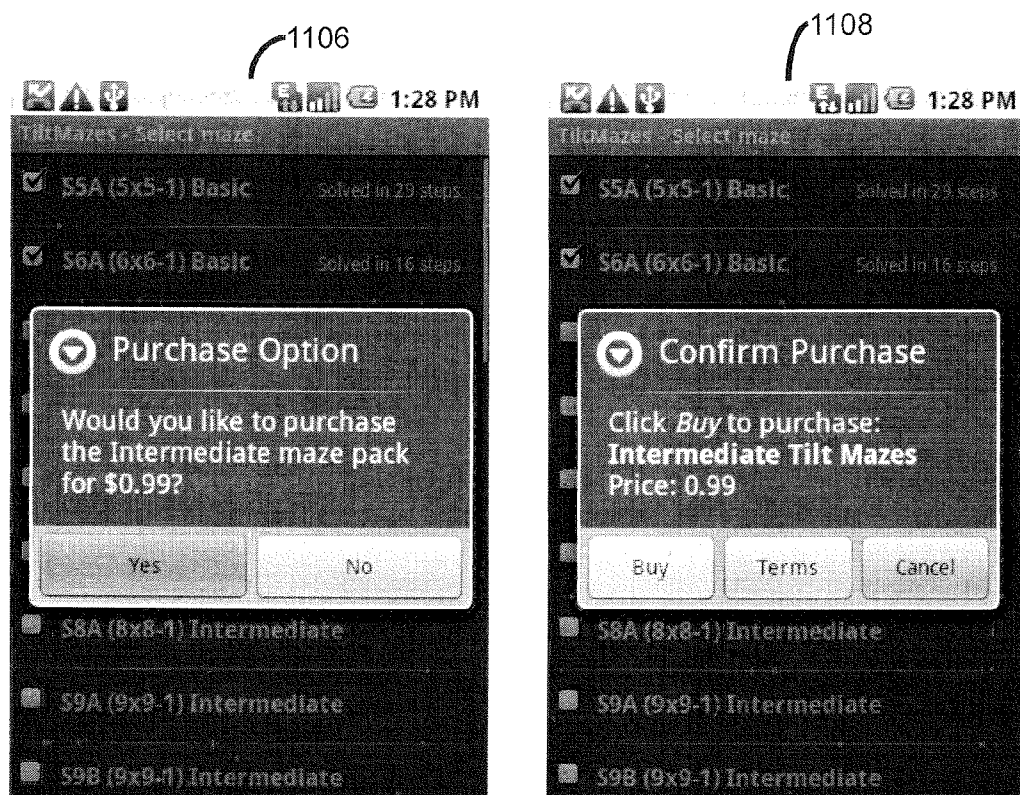 1106
1:28 PM
TiltMazes - Select maze
S5A (5x5-1) Basic Solved in 29 steps
S6A (6x6-1) Basic Solved in 16 steps
Purchase Option
Would you like to purchase
the Intermediate maze pack
for $0.99?
Yes No
S8A (8x8-1) Intermediate
S9A (9x9-1) Intermediate
S9B (9x9-1) Intermediate
1108
1:28 PM
TiltMazes - Select maze
S5A (5x5-1) Basic Solved in 29 steps
S6A (6x6-1) Basic Solved in 16 steps
Confirm Purchase
Click Buy to purchase:
Intermediate Tilt Mazes
Price: 0.99
Buy Terms Cancel
S8A (8x8-1) Intermediate
S9A (9x9-1) Intermediate
S9B (9x9-1) Intermediate